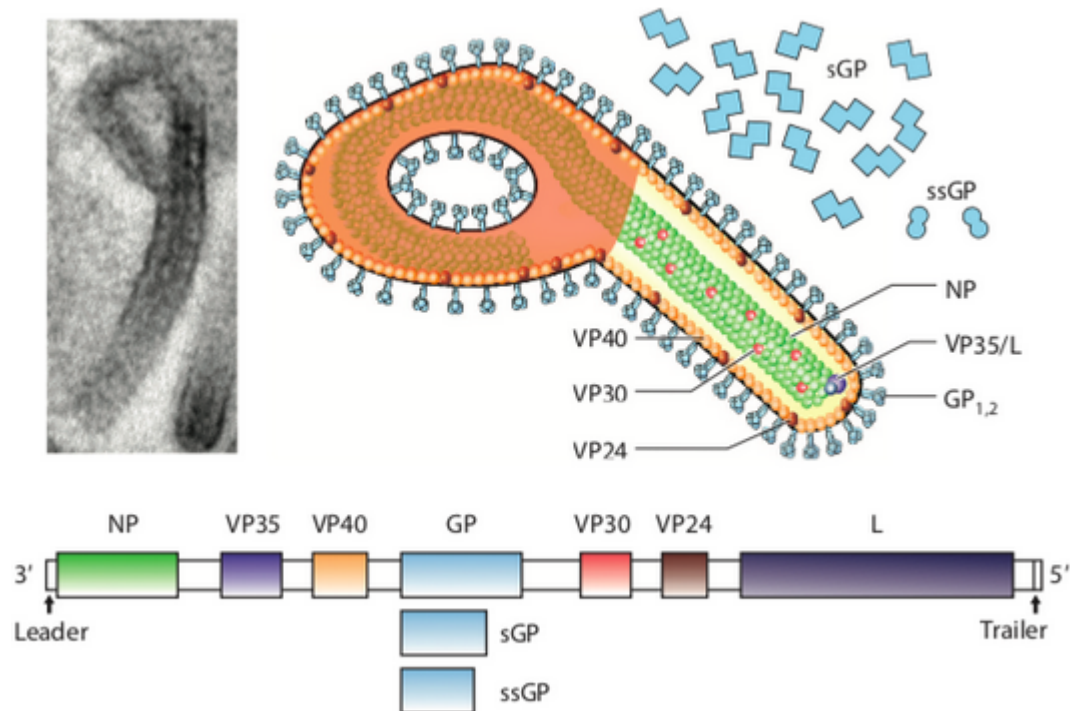 sGP
ssGP
NP
VP40
VP35/L
VP30
GP1,2
VP24
NP VP35 VP40 GP VP30 VP24 L
3′ 5′
Leader Trailer
sGP
ssGP